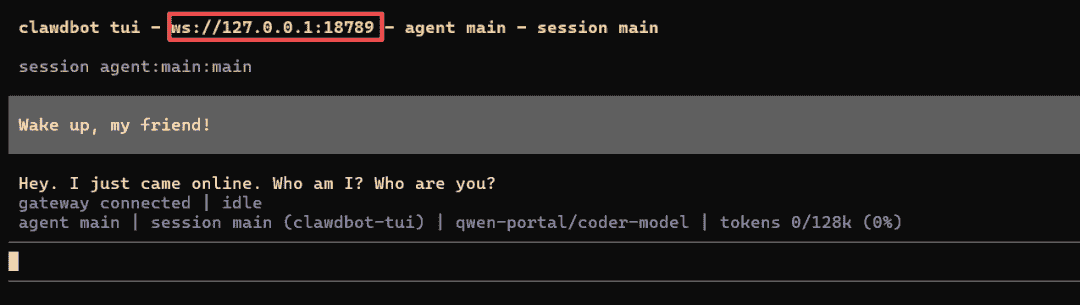 clawdbot tui - ws://127.0.0.1:18789 - agent main - session main
session agent:main:main
Wake up, my friend!
Hey. I just came online. Who am I? Who are you?
gateway connected | idle
agent main | session main (clawdbot-tui) | qwen-portal/coder-model | tokens 0/128k (0%)